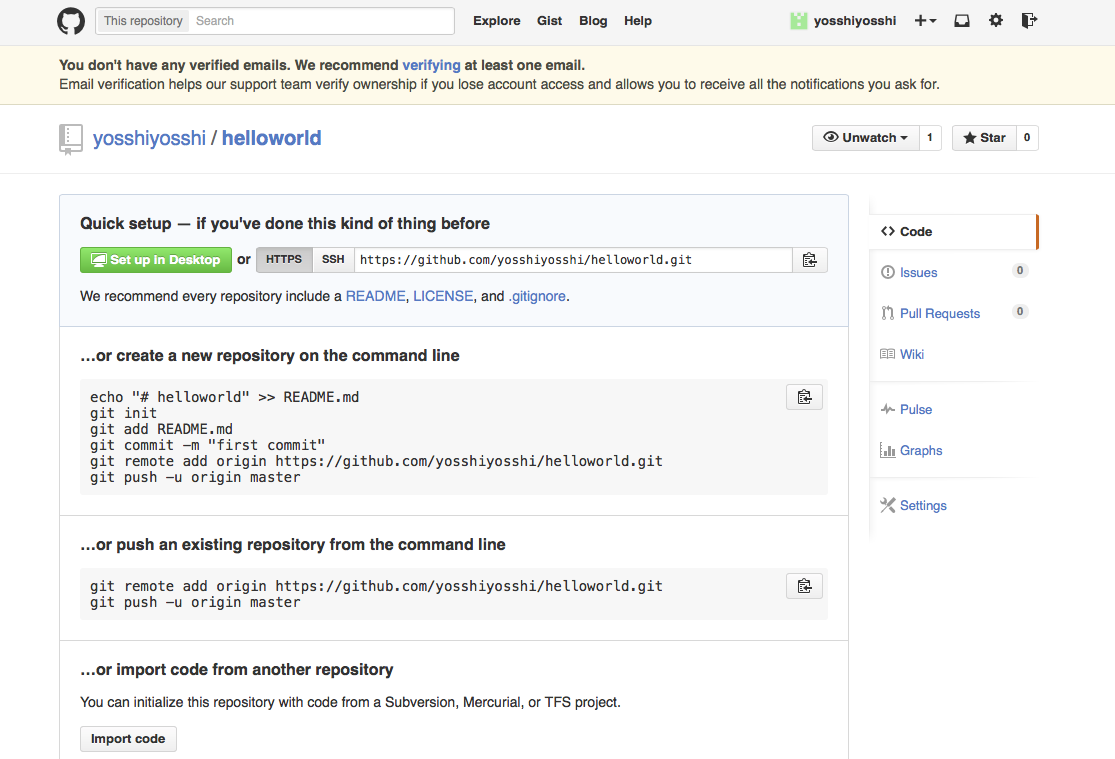 This repository Search Explore Gist Blog Help yosshiyosshi
You don't have any verified emails. We recommend verifying at least one email.
Email verification helps our support team verify ownership if you lose account access and allows you to receive all the notifications you ask for.
yosshiyosshi / helloworld
Unwatch 1 Star 0
Quick setup — if you've done this kind of thing before
Set up in Desktop or HTTPS SSH https://github.com/yosshiyosshi/helloworld.git
We recommend every repository include a README, LICENSE, and .gitignore.
…or create a new repository on the command line
echo "# helloworld" >> README.md
git init
git add README.md
git commit -m "first commit"
git remote add origin https://github.com/yosshiyosshi/helloworld.git
git push -u origin master
…or push an existing repository from the command line
git remote add origin https://github.com/yosshiyosshi/helloworld.git
git push -u origin master
…or import code from another repository
You can initialize this repository with code from a Subversion, Mercurial, or TFS project.
Import code
Code
Issues 0
Pull Requests 0
Wiki
Pulse
Graphs
Settings